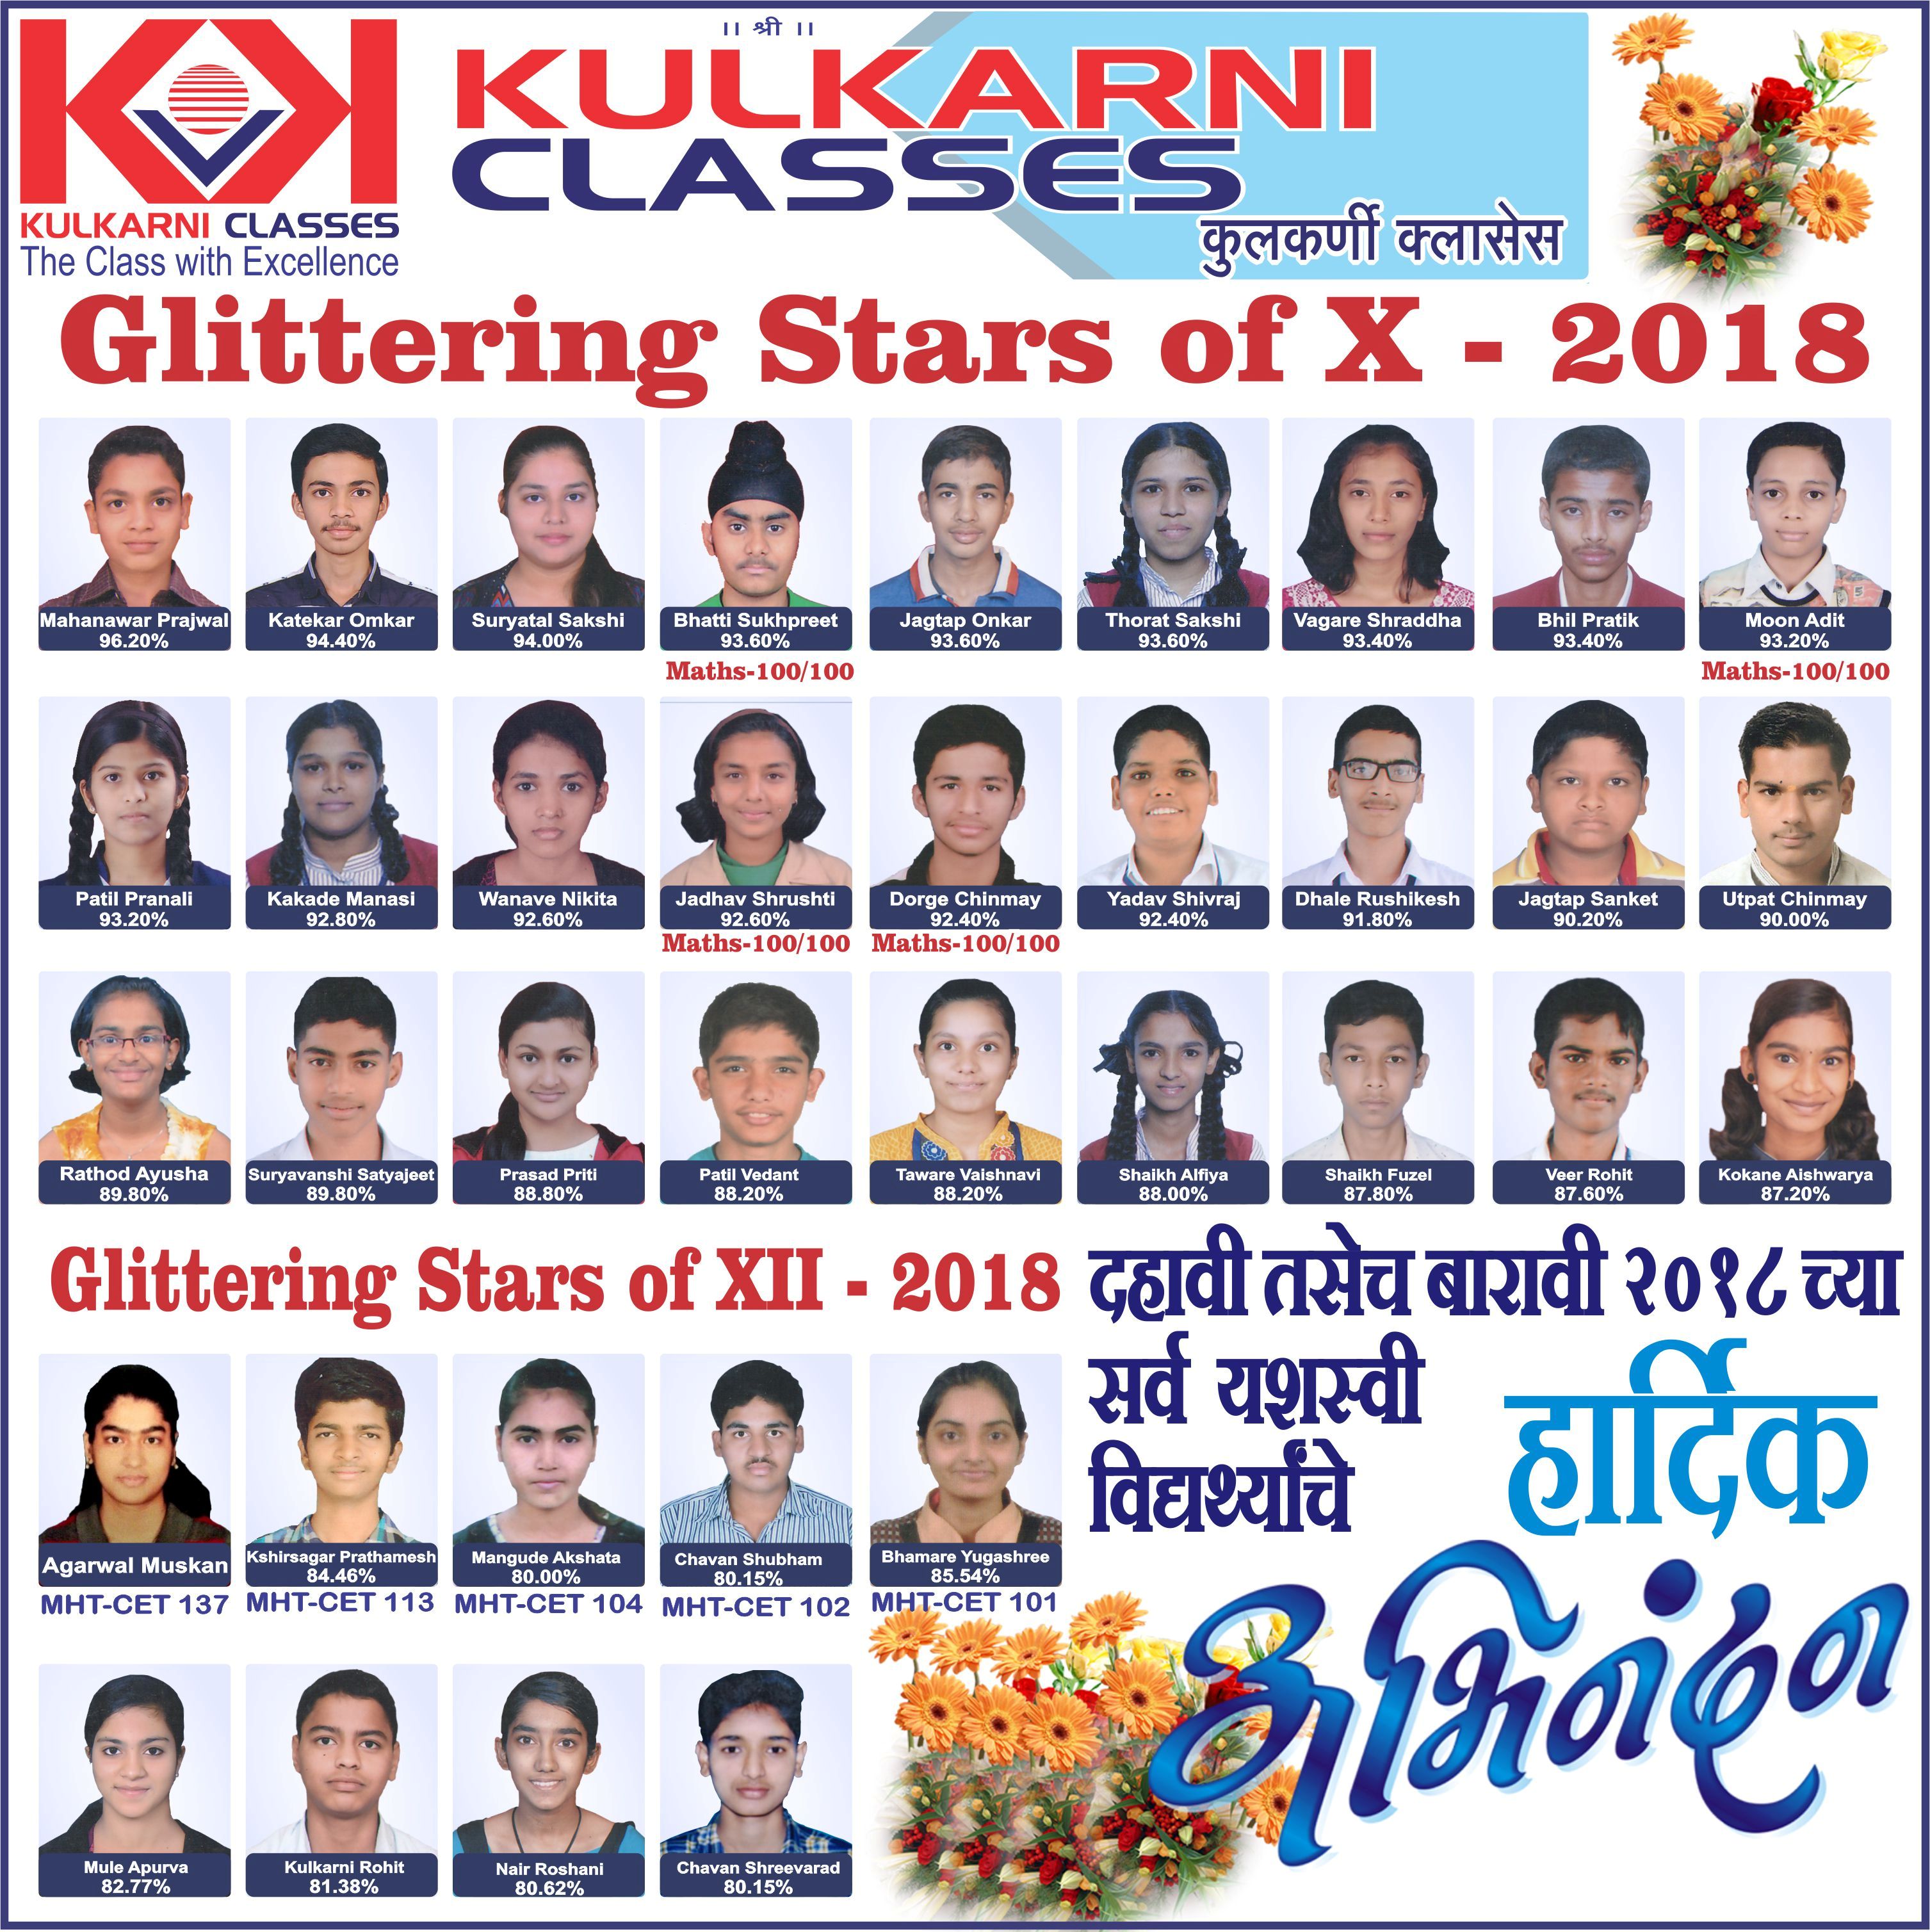 ॥ श्री ॥
KULKARNI
CLASSES
कुलकर्णी क्लासेस
KULKARNI CLASSES
The Class with Excellence
Glittering Stars of X - 2018
Mahanawar Prajwal
96.20%
Katekar Omkar
94.40%
Suryatal Sakshi
94.00%
Bhatti Sukhpreet
93.60%
Maths-100/100
Jagtap Onkar
93.60%
Thorat Sakshi
93.60%
Vagare Shraddha
93.40%
Bhil Pratik
93.40%
Moon Adit
93.20%
Maths-100/100
Patil Pranali
93.20%
Kakade Manasi
92.80%
Wanave Nikita
92.60%
Jadhav Shrushti
92.60%
Maths-100/100
Dorge Chinmay
92.40%
Maths-100/100
Yadav Shivraj
92.40%
Dhale Rushikesh
91.80%
Jagtap Sanket
90.20%
Utpat Chinmay
90.00%
Rathod Ayusha
89.80%
Suryavanshi Satyajeet
89.80%
Prasad Priti
88.80%
Patil Vedant
88.20%
Taware Vaishnavi
88.20%
Shaikh Alfiya
88.00%
Shaikh Fuzel
87.80%
Veer Rohit
87.60%
Kokane Aishwarya
87.20%
Glittering Stars of XII - 2018
Agarwal Muskan
MHT-CET 137
Kshirsagar Prathamesh
84.46%
MHT-CET 113
Mangude Akshata
80.00%
MHT-CET 104
Chavan Shubham
80.15%
MHT-CET 102
Bhamare Yugashree
85.54%
MHT-CET 101
Mule Apurva
82.77%
Kulkarni Rohit
81.38%
Nair Roshani
80.62%
Chavan Shreevarad
80.15%
दहावी तसेच बारावी २०१८ च्या
सर्व यशस्वी
विद्यर्थ्यांचे
हार्दिक
अभिनंदन